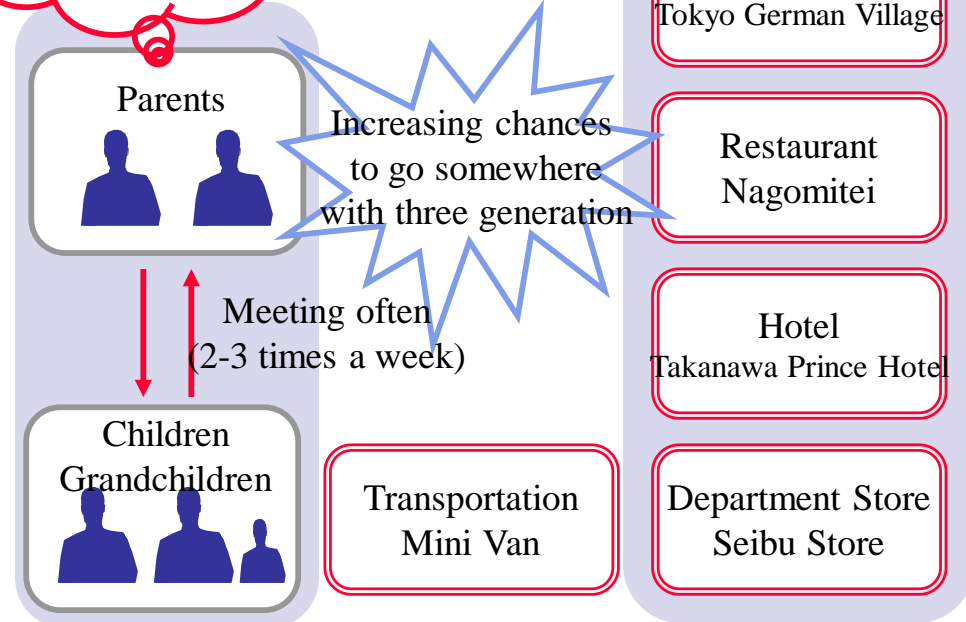 Tokyo German Village
Parents
Increasing chances
to go somewhere
with three generation
Restaurant
Nagomitei
Meeting often
(2-3 times a week)
Hotel
Takanawa Prince Hotel
Children
Grandchildren
Transportation
Mini Van
Department Store
Seibu Store